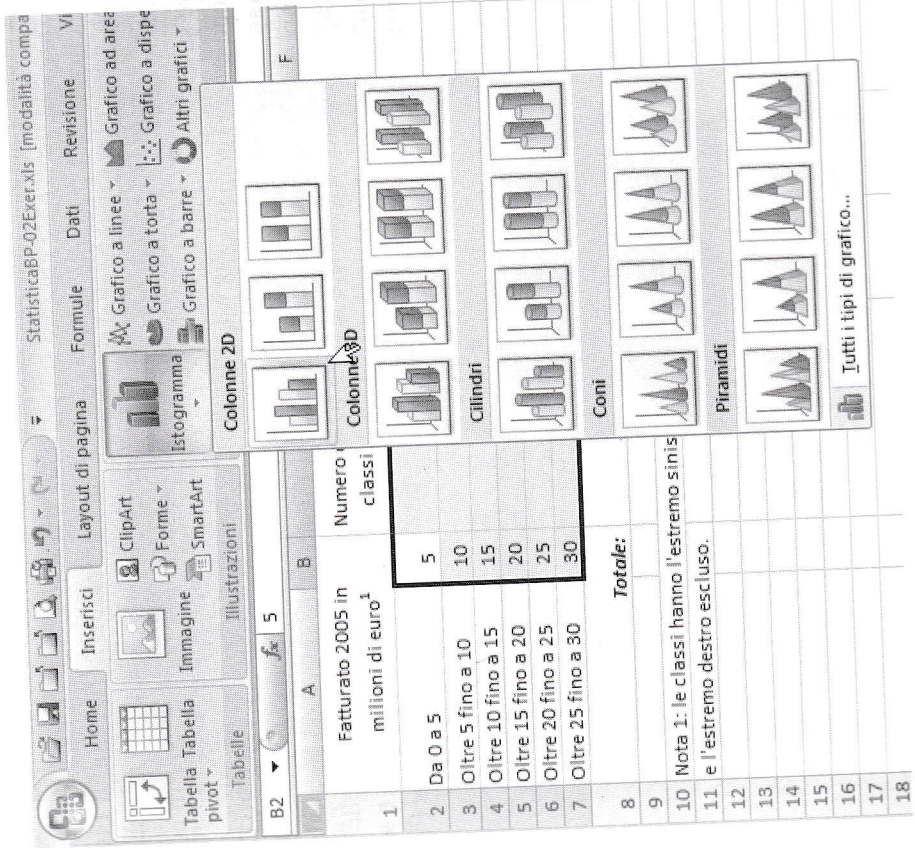 StatisticaBP-02Exer.xls [modalità compa
Home
Inserisci
Layout di pagina
Formule
Dati
Revisione
Vi
Tabella pivot
Tabella
Tabelle
Immagine
ClipArt
Forme
SmartArt
Illustrazioni
Istogramma
Grafico a linee
Grafico a torta
Grafico a barre
Grafico ad area
Grafico a dispe
Altri grafici
B2
fx
5
A
B
F
1
Fatturato 2005 in
milioni di euro1
Numero
classi
2 Da 0 a 5 5
3 Oltre 5 fino a 10 10
4 Oltre 10 fino a 15 15
5 Oltre 15 fino a 20 20
6 Oltre 20 fino a 25 25
7 Oltre 25 fino a 30 30
8 Totale:
9
10 Nota 1: le classi hanno l'estremo sinis
11 e l'estremo destro escluso.
12
13
14
15
16
17
18
Colonne 2D
Colonne 3D
Cilindri
Coni
Piramidi
Tutti i tipi di grafico...